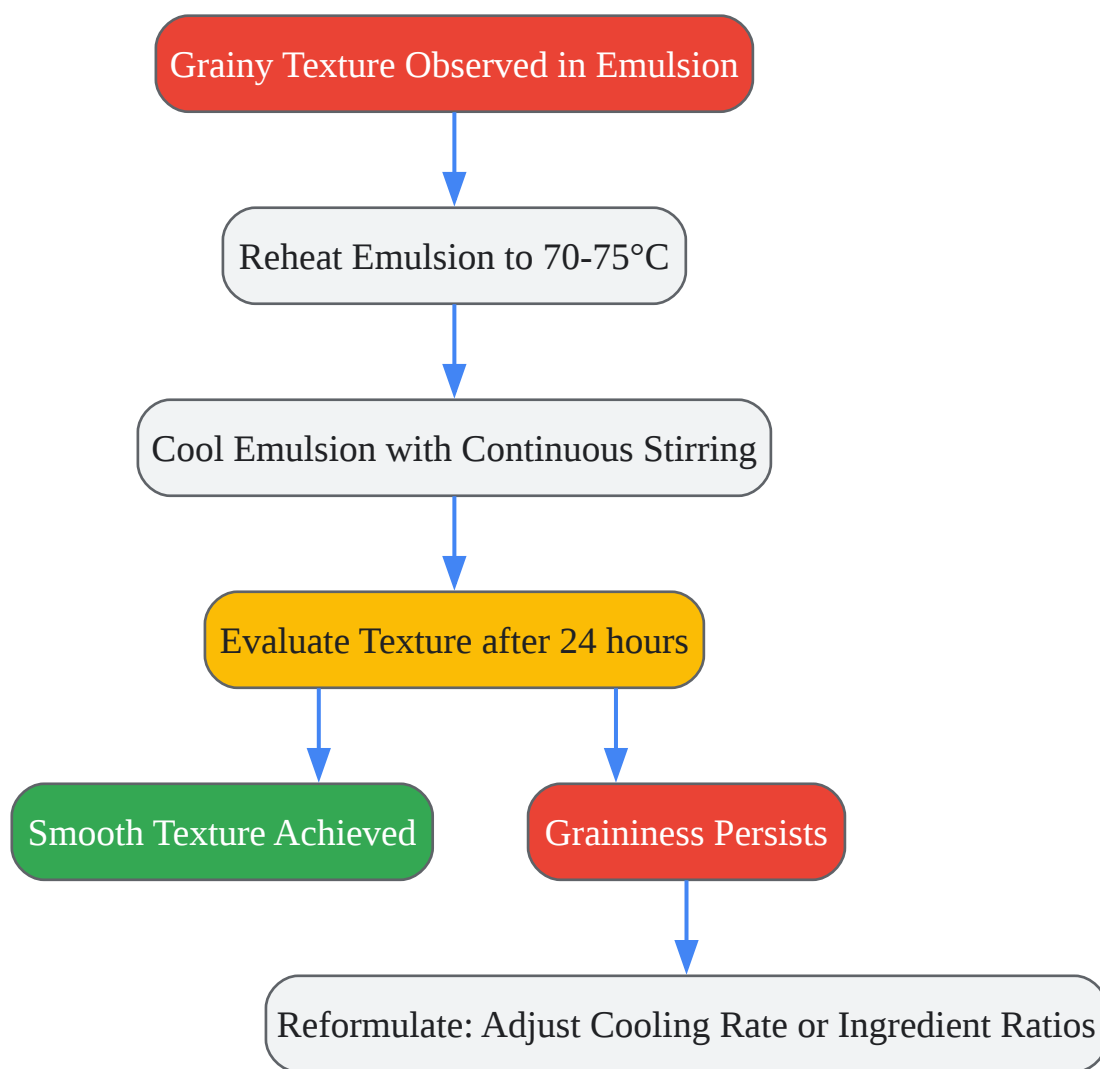 Grainy Texture Observed in Emulsion
Reheat Emulsion to 70-75°C
Cool Emulsion with Continuous Stirring
Evaluate Texture after 24 hours
Smooth Texture Achieved
Graininess Persists
Reformulate: Adjust Cooling Rate or Ingredient Ratios